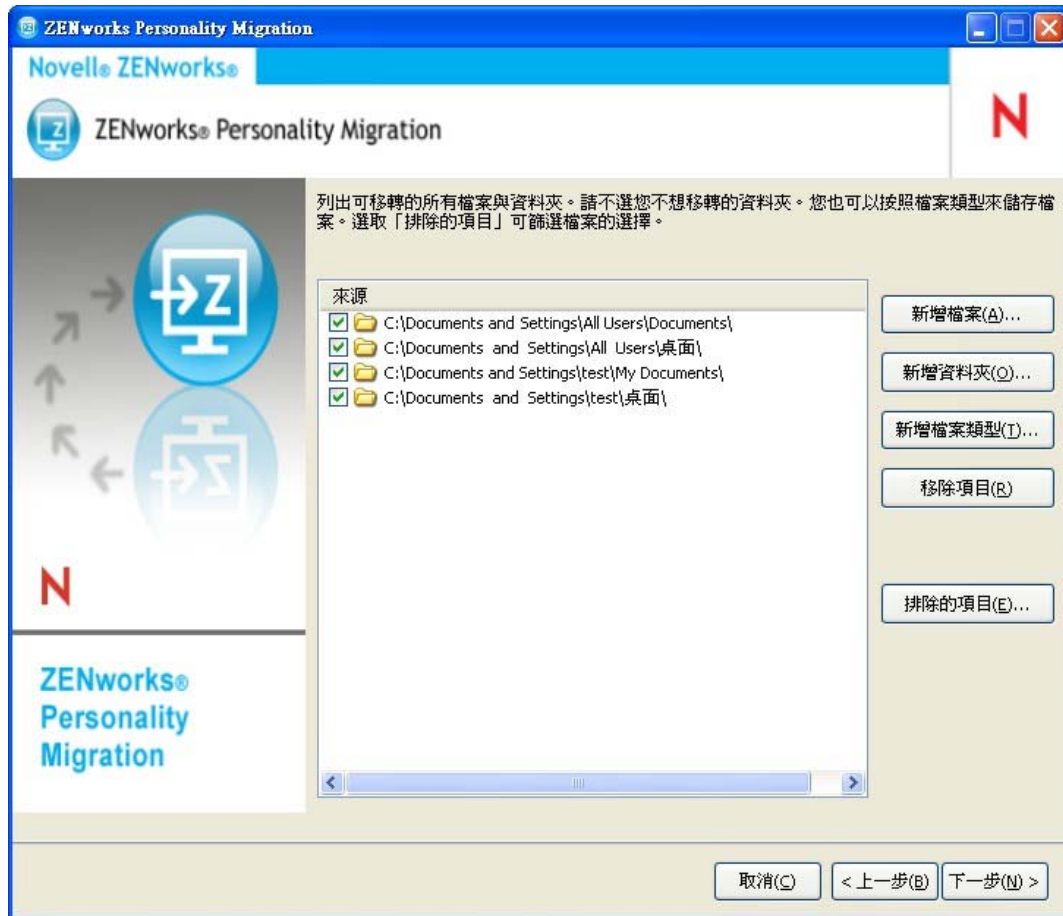 ZENworks Personality Migration
Novell® ZENworks®
ZENworks® Personality Migration
N
列出可移轉的所有檔案與資料夾。請不選您不想移轉的資料夾。您也可以按照檔案類型來儲存檔
案。選取「排除的項目」可篩選檔案的選擇。
來源
C:\Documents and Settings\All Users\Documents\
C:\Documents and Settings\All Users\桌面\
C:\Documents and Settings\test\My Documents\
C:\Documents and Settings\test\桌面\
新增檔案(A)...
新增資料夾(O)...
新增檔案類型(T)...
移除項目(R)
排除的項目(E)...
Z
N
ZENworks®
Personality
Migration
取消(C)
< 上一步(B)
下一步(N) >